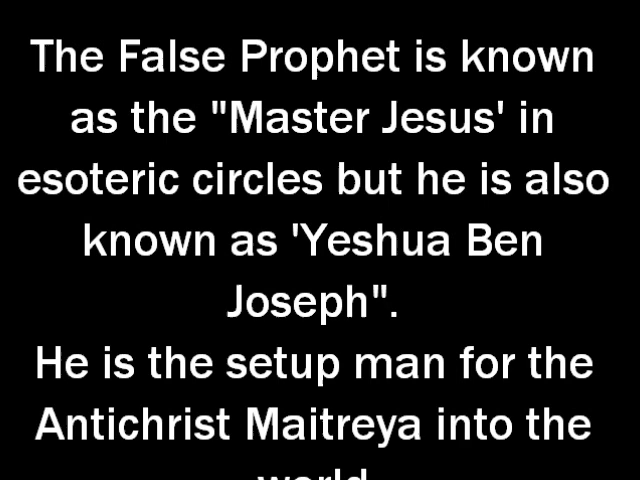 The False Prophet is known
as the "Master Jesus' in
esoteric circles but he is also
known as 'Yeshua Ben
Joseph".
He is the setup man for the
Antichrist Maitreya into the
world